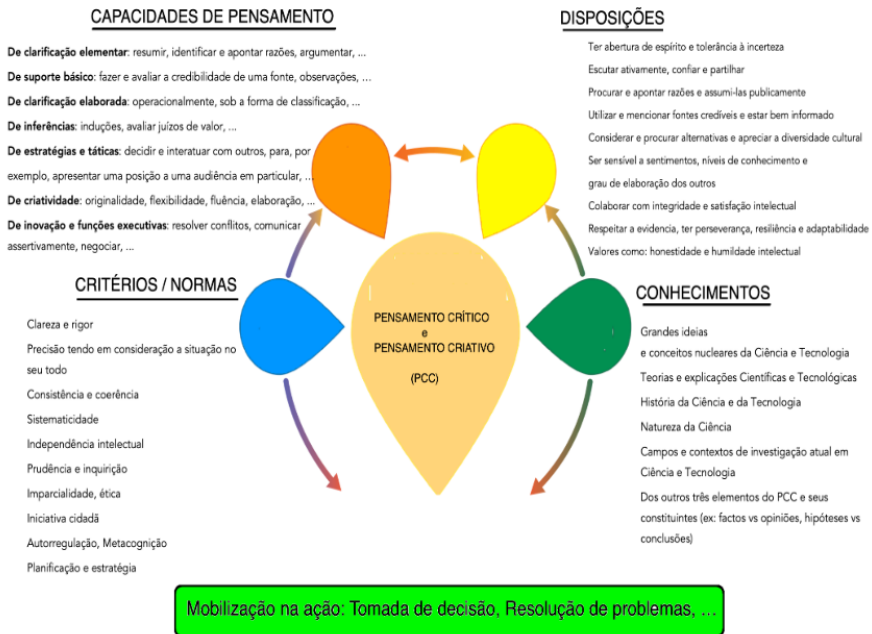 CAPACIDADES DE PENSAMENTO
De clarificação elementar: resumir, identificar e apontar razões, argumentar, ...
De suporte básico: fazer e avaliar a credibilidade de uma fonte, observações, ...
De clarificação elaborada: operacionalmente, sob a forma de classificação, ...
De inferências: induções, avaliar juízos de valor, ...
De estratégias e táticas: decidir e interatuar com outros, para, por
exemplo, apresentar uma posição a uma audiência em particular, ...
De criatividade: originalidade, flexibilidade, fluência, elaboração, ...
De inovação e funções executivas: resolver conflitos, comunicar
assertivamente, negociar, ...
DISPOSIÇÕES
Ter abertura de espírito e tolerância à incerteza
Escutar ativamente, confiar e partilhar
Procurar e apontar razões e assumi-las publicamente
Utilizar e mencionar fontes credíveis e estar bem informado
Considerar e procurar alternativas e apreciar a diversidade cultural
Ser sensível a sentimentos, níveis de conhecimento e
grau de elaboração dos outros
Colaborar com integridade e satisfação intelectual
Respeitar a evidencia, ter perseverança, resiliência e adaptabilidade
Valores como: honestidade e humildade intelectual
CRITÉRIOS / NORMAS
Clareza e rigor
Precisão tendo em consideração a situação no
seu todo
Consistência e coerência
Sistematicidade
Independência intelectual
Prudência e inquirição
Imparcialidade, ética
Iniciativa cidadã
Autorregulação, Metacognição
Planificação e estratégia
PENSAMENTO CRÍTICO
e
PENSAMENTO CRIATIVO
(PCC)
CONHECIMENTOS
Grandes ideias
e conceitos nucleares da Ciência e Tecnologia
Teorias e explicações Científicas e Tecnológicas
História da Ciência e da Tecnologia
Natureza da Ciência
Campos e contextos de investigação atual em
Ciência e Tecnologia
Dos outros três elementos do PCC e seus
constituintes (ex: factos vs opiniões, hipóteses vs
conclusões)
Mobilização na ação: Tomada de decisão, Resolução de problemas, ...